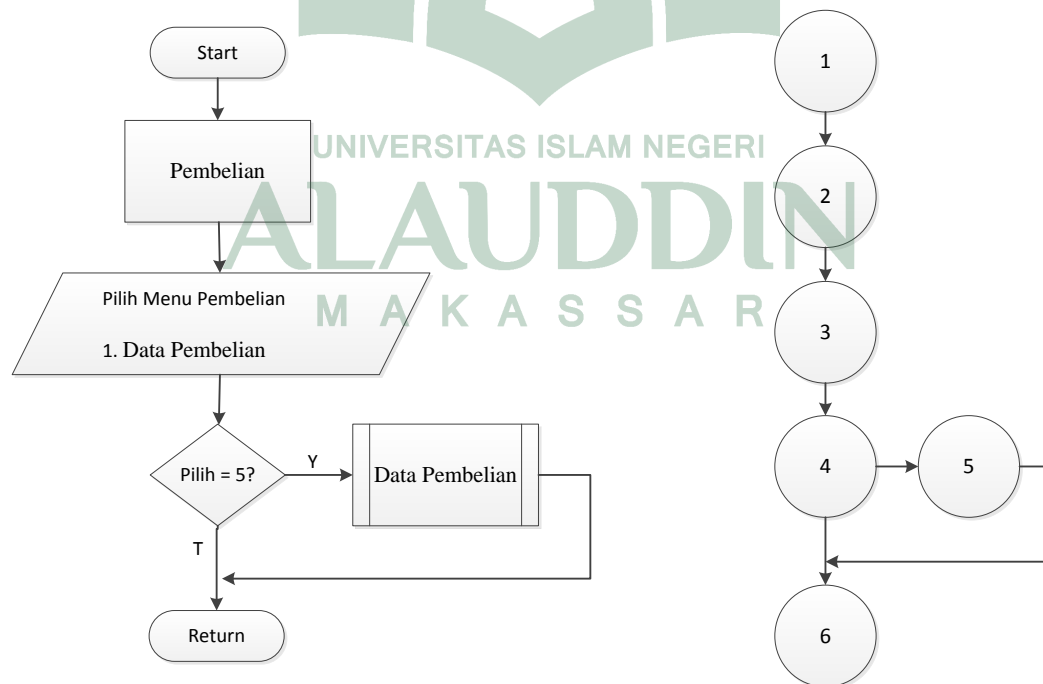 Start
Pembelian
Pilih Menu Pembelian
1. Data Pembelian
Pilih = 5?
Y
Data Pembelian
T
Return
UNIVERSITAS ISLAM NEGERI
ALAUDDIN
MAKASSAR
1
2
3
4
5
6